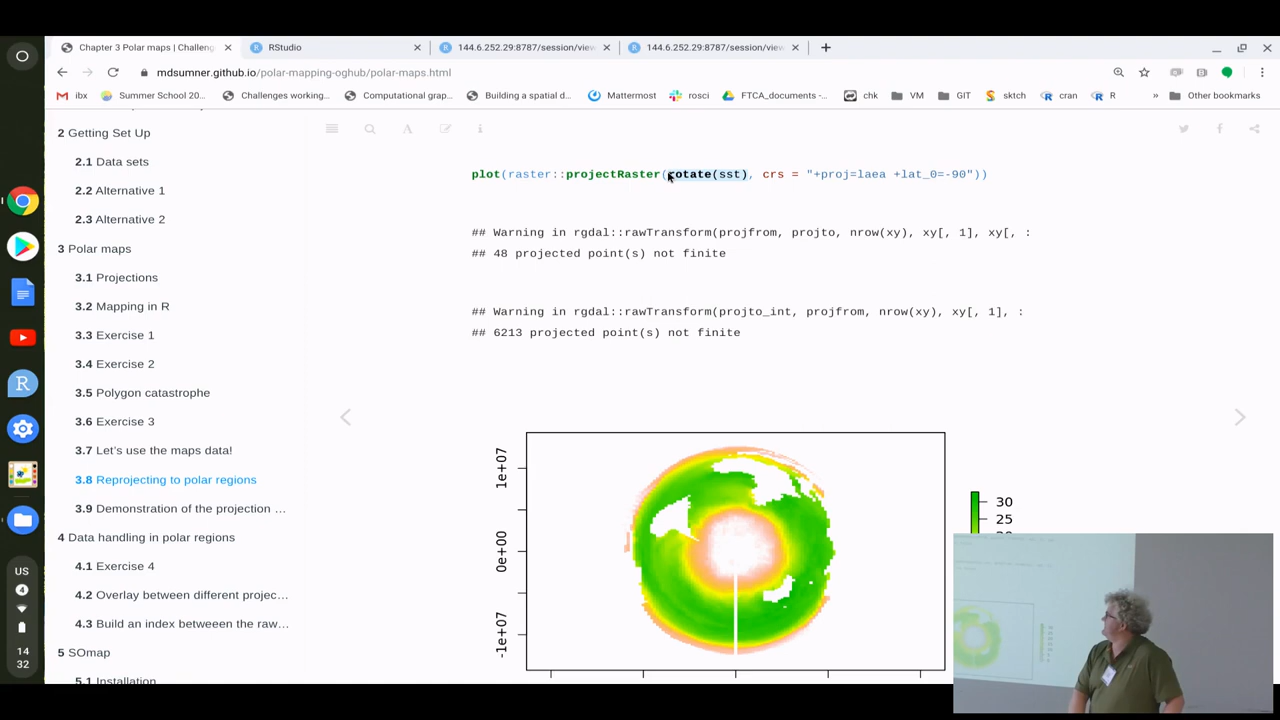 Chapter 3 Polar maps | Challeng
RStudio
144.6.252.29:8787/session/view
144.6.252.29:8787/session/view
mdsumner.github.io/polar-mapping-oghub/polar-maps.html
ibx
Summer School 20...
Challenges working...
Computational grap...
Building a spatial d...
Mattermost
rosci
FTCA_documents -...
chk
VM
GIT
sktch
cran
R
»
Other bookmarks
2 Getting Set Up
2.1 Data sets
2.2 Alternative 1
2.3 Alternative 2
3 Polar maps
3.1 Projections
3.2 Mapping in R
3.3 Exercise 1
3.4 Exercise 2
3.5 Polygon catastrophe
3.6 Exercise 3
3.7 Let's use the maps data!
3.8 Reprojecting to polar regions
3.9 Demonstration of the projection ...
4 Data handling in polar regions
4.1 Exercise 4
4.2 Overlay between different projec...
4.3 Build an index betweeen the raw...
5 SOmap
5.1 Installation
plot(raster::projectRaster(rotate(sst), crs = "+proj=laea +lat_0=-90"))
## Warning in rgdal::rawTransform(projfrom, projto, nrow(xy), xy[, 1], xy[, :
## 48 projected point(s) not finite
## Warning in rgdal::rawTransform(projto_int, projfrom, nrow(xy), xy[, 1], :
## 6213 projected point(s) not finite
1e+07
0e+00
-1e+07
30
25
US
4
14
32